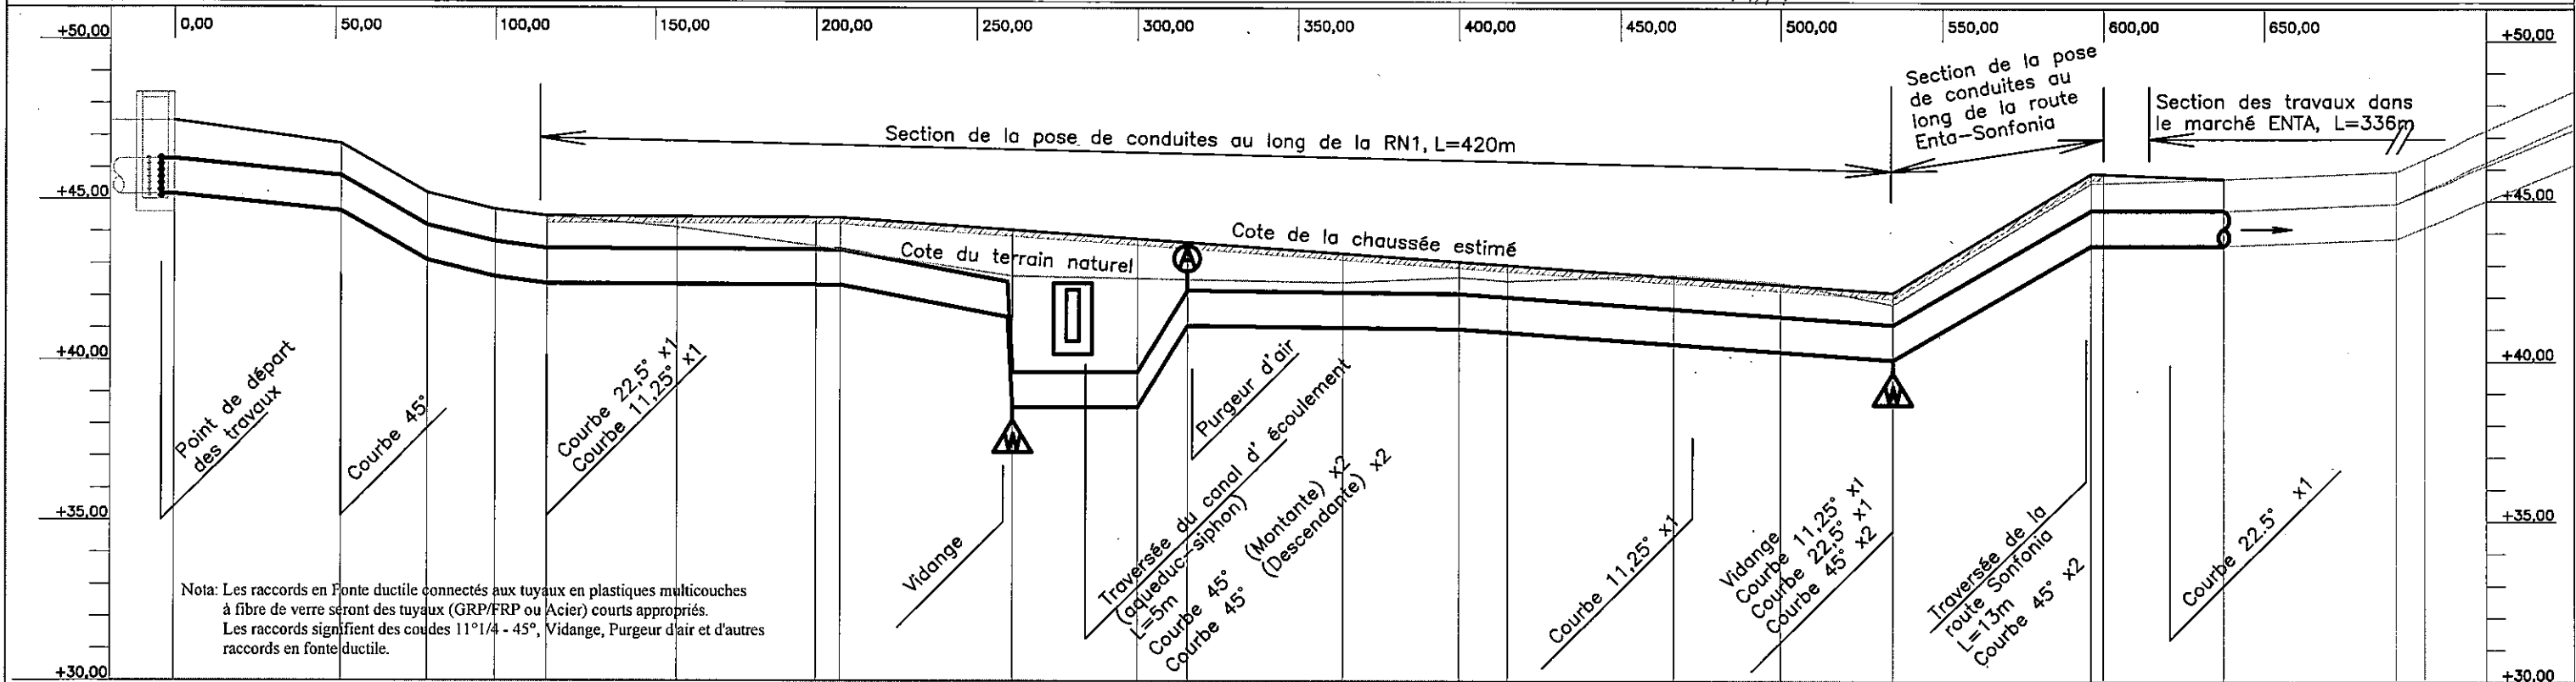 0,00 50,00 100,00 150,00 200,00 250,00 300,00 350,00 400,00 450,00 500,00 550,00 600,00 650,00
+50,00 +50,00
Section de la pose
de conduites au
long de la route
Enta-Sonfonia
Section des travaux dans
le marché ENTA, L=336m
Section de la pose de conduites au long de la RN1, L=420m
+45,00 +45,00
Cote de la chaussée estimé
Cote du terrain naturel
A
+40,00 +40,00
W
W
Point de départ
des travaux
Courbe 45°
Courbe 22,5° x1
Courbe 11,25° x1
Vidange
Traversée du canal d'écoulement
(aqueduc-siphon)
L=5m
Courbe 45° (Montante) x2
Courbe 45° (Descendante) x2
Purgeur d'air
Courbe 11,25° x1
Vidange
Courbe 11,25° x1
Courbe 22,5° x1
Courbe 45° x2
Traversée de la
route Sonfonia
L=13m
Courbe 45° x2
Courbe 22.5° x1
+35,00 +35,00
Nota: Les raccords en Fonte ductile connectés aux tuyaux en plastiques multicouches
à fibre de verre seront des tuyaux (GRP/FRP ou Acier) courts appropriés.
Les raccords signifient des coudes 11°1/4 - 45°, Vidange, Purgeur d'air et d'autres
raccords en fonte ductile.
+30,00 +30,00